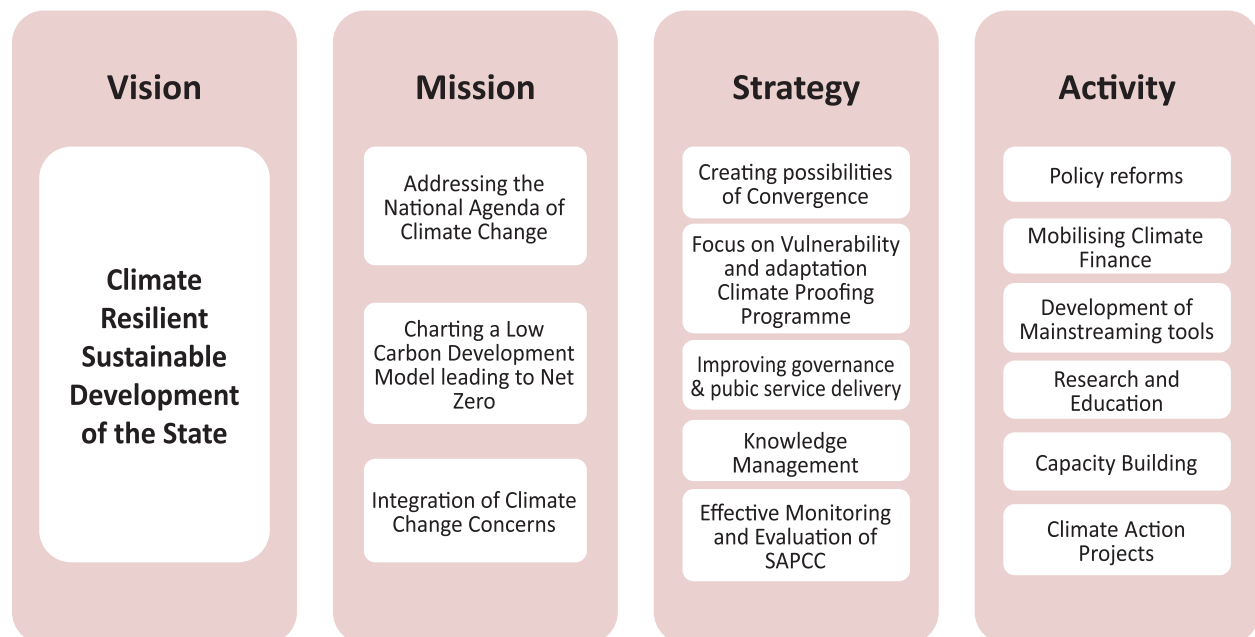 Vision
Climate
Resilient
Sustainable
Development
of the State
Mission
Addressing the
National Agenda of
Climate Change
Charting a Low
Carbon Development
Model leading to Net
Zero
Integration of Climate
Change Concerns
Strategy
Creating possibilities
of Convergence
Focus on Vulnerability
and adaptation
Climate Proofing
Programme
Improving governance
& pubic service delivery
Knowledge
Management
Effective Monitoring
and Evaluation of
SAPCC
Activity
Policy reforms
Mobilising Climate
Finance
Development of
Mainstreaming tools
Research and
Education
Capacity Building
Climate Action
Projects